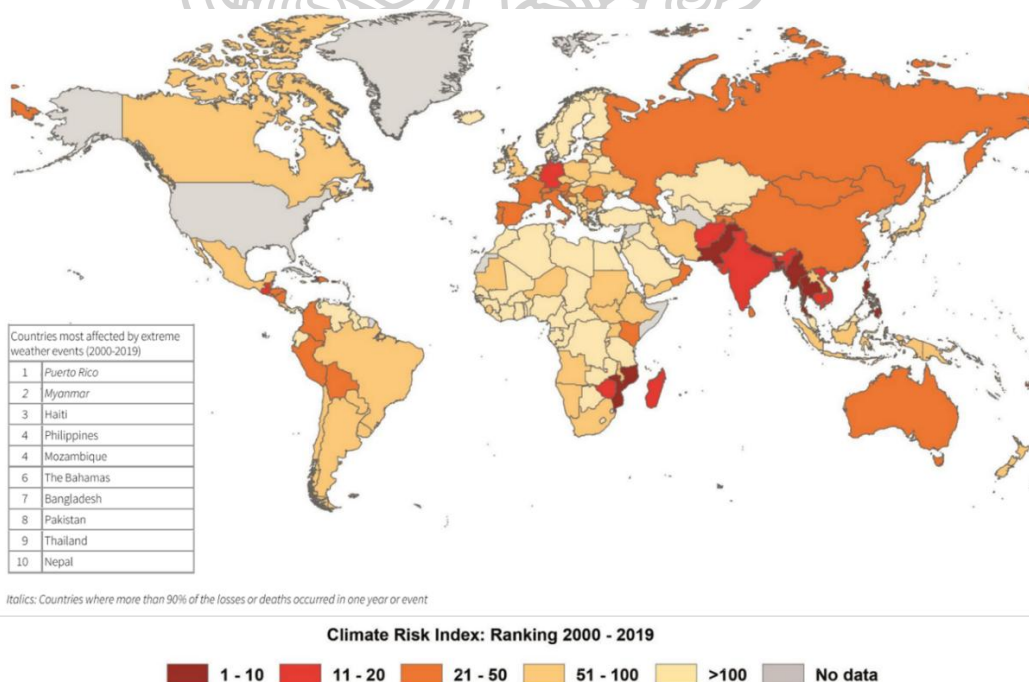 Countries most affected by extreme
weather events (2000-2019)
1 Puerto Rico
2 Myanmar
3 Haiti
4 Philippines
4 Mozambique
6 The Bahamas
7 Bangladesh
8 Pakistan
9 Thailand
10 Nepal
Italics: Countries where more than 90% of the losses or deaths occurred in one year or event
Climate Risk Index: Ranking 2000 - 2019
1 - 10 11 - 20 21 - 50 51 - 100 >100 No data